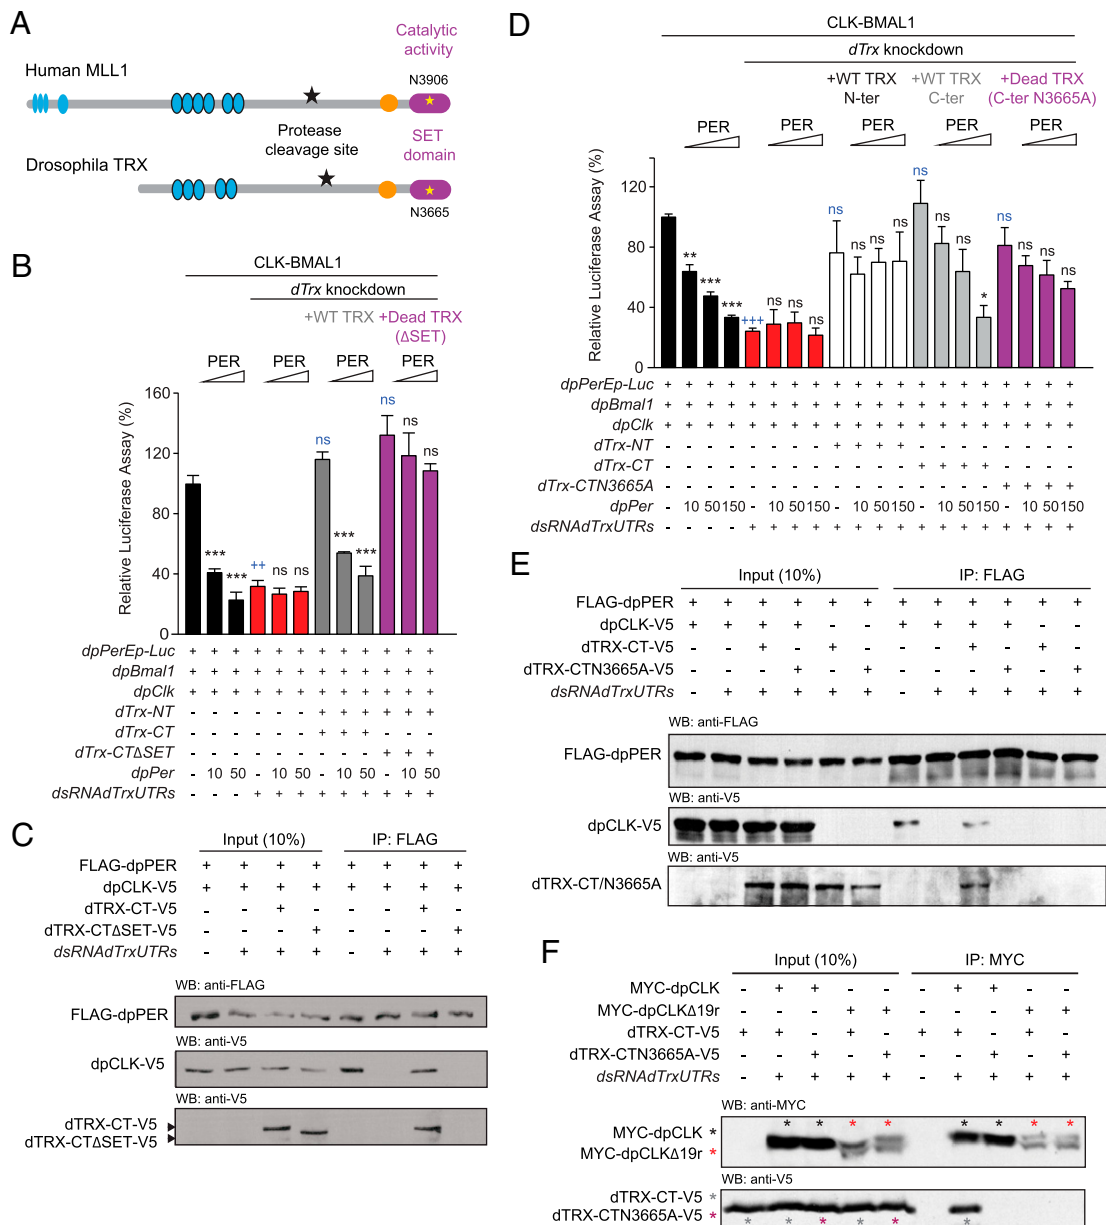 A
Catalytic
activity
Human MLL1
N3906
Protease
cleavage site
SET
domain
Drosophila TRX
N3665
B
CLK-BMAL1
dTrx knockdown
+WT TRX +Dead TRX
(ΔSET)
PER PER PER PER
Relative Luciferase Assay (%)
160
120
80
40
0
*** *** ++ ns ns ns *** *** ns ns ns
dpPerEp-Luc + + + + + + + + + + + +
dpBmal1 + + + + + + + + + + + +
dpClk + + + + + + + + + + + +
dTrx-NT - - - - - - + + + + + +
dTrx-CT - - - - - - + + + - - -
dTrx-CTΔSET - - - - - - - - - + + +
dpPer - 10 50 - 10 50 - 10 50 - 10 50
dsRNAdTrxUTRs - - - + + + + + + + + +
C
Input (10%) IP: FLAG
FLAG-dpPER + + + + + + + +
dpCLK-V5 + + + + + + + +
dTRX-CT-V5 - - + - - - + -
dTRX-CTΔSET-V5 - - - + - - - +
dsRNAdTrxUTRs - + + + - + + +
WB: anti-FLAG
FLAG-dpPER
WB: anti-V5
dpCLK-V5
WB: anti-V5
dTRX-CT-V5
dTRX-CTΔSET-V5
D
CLK-BMAL1
dTrx knockdown
+WT TRX
N-ter
+WT TRX
C-ter
+Dead TRX
(C-ter N3665A)
PER PER PER PER PER
Relative Luciferase Assay (%)
120
80
40
0
** *** *** +++ ns ns ns ns ns ns ns ns ns ns * ns ns ns ns
dpPerEp-Luc + + + + + + + + + + + + + + + + + + + +
dpBmal1 + + + + + + + + + + + + + + + + + + + +
dpClk + + + + + + + + + + + + + + + + + + + +
dTrx-NT - - - - - - - - + + + + - - - - - - - -
dTrx-CT - - - - - - - - - - - - + + + + - - - -
dTrx-CTN3665A - - - - - - - - - - - - - - - - + + + +
dpPer - 10 50 150 - 10 50 150 - 10 50 150 - 10 50 150 - 10 50 150
dsRNAdTrxUTRs - - - - + + + + + + + + + + + + + + + +
E
Input (10%) IP: FLAG
FLAG-dpPER + + + + + + + + + + + +
dpCLK-V5 + + + + - - + + + + - -
dTRX-CT-V5 - - + - + - - - + - + -
dTRX-CTN3665A-V5 - - - + - + - - - + - +
dsRNAdTrxUTRs - + + + + + - + + + + +
WB: anti-FLAG
FLAG-dpPER
WB: anti-V5
dpCLK-V5
WB: anti-V5
dTRX-CT/N3665A
F
Input (10%) IP: MYC
MYC-dpCLK - + + - - - + + - -
MYC-dpCLKΔ19r - - - + + - - - + +
dTRX-CT-V5 + + - + - + + - + -
dTRX-CTN3665A-V5 - - + - + - - + - +
dsRNAdTrxUTRs - + + + + - + + + +
WB: anti-MYC
MYC-dpCLK * * * * * * * * *
MYC-dpCLKΔ19r *
WB: anti-V5
dTRX-CT-V5 *
dTRX-CTN3665A-V5 * * * * * * *